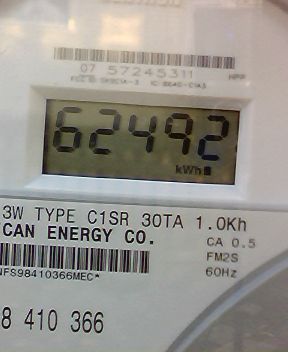 07 57245311
HPP
62492
kWh
3W TYPE C1SR 30TA 1.0Kh
CAN ENERGY CO.
CA 0.5
FM2S
60Hz
NFS98410366MEC*
8 410 366